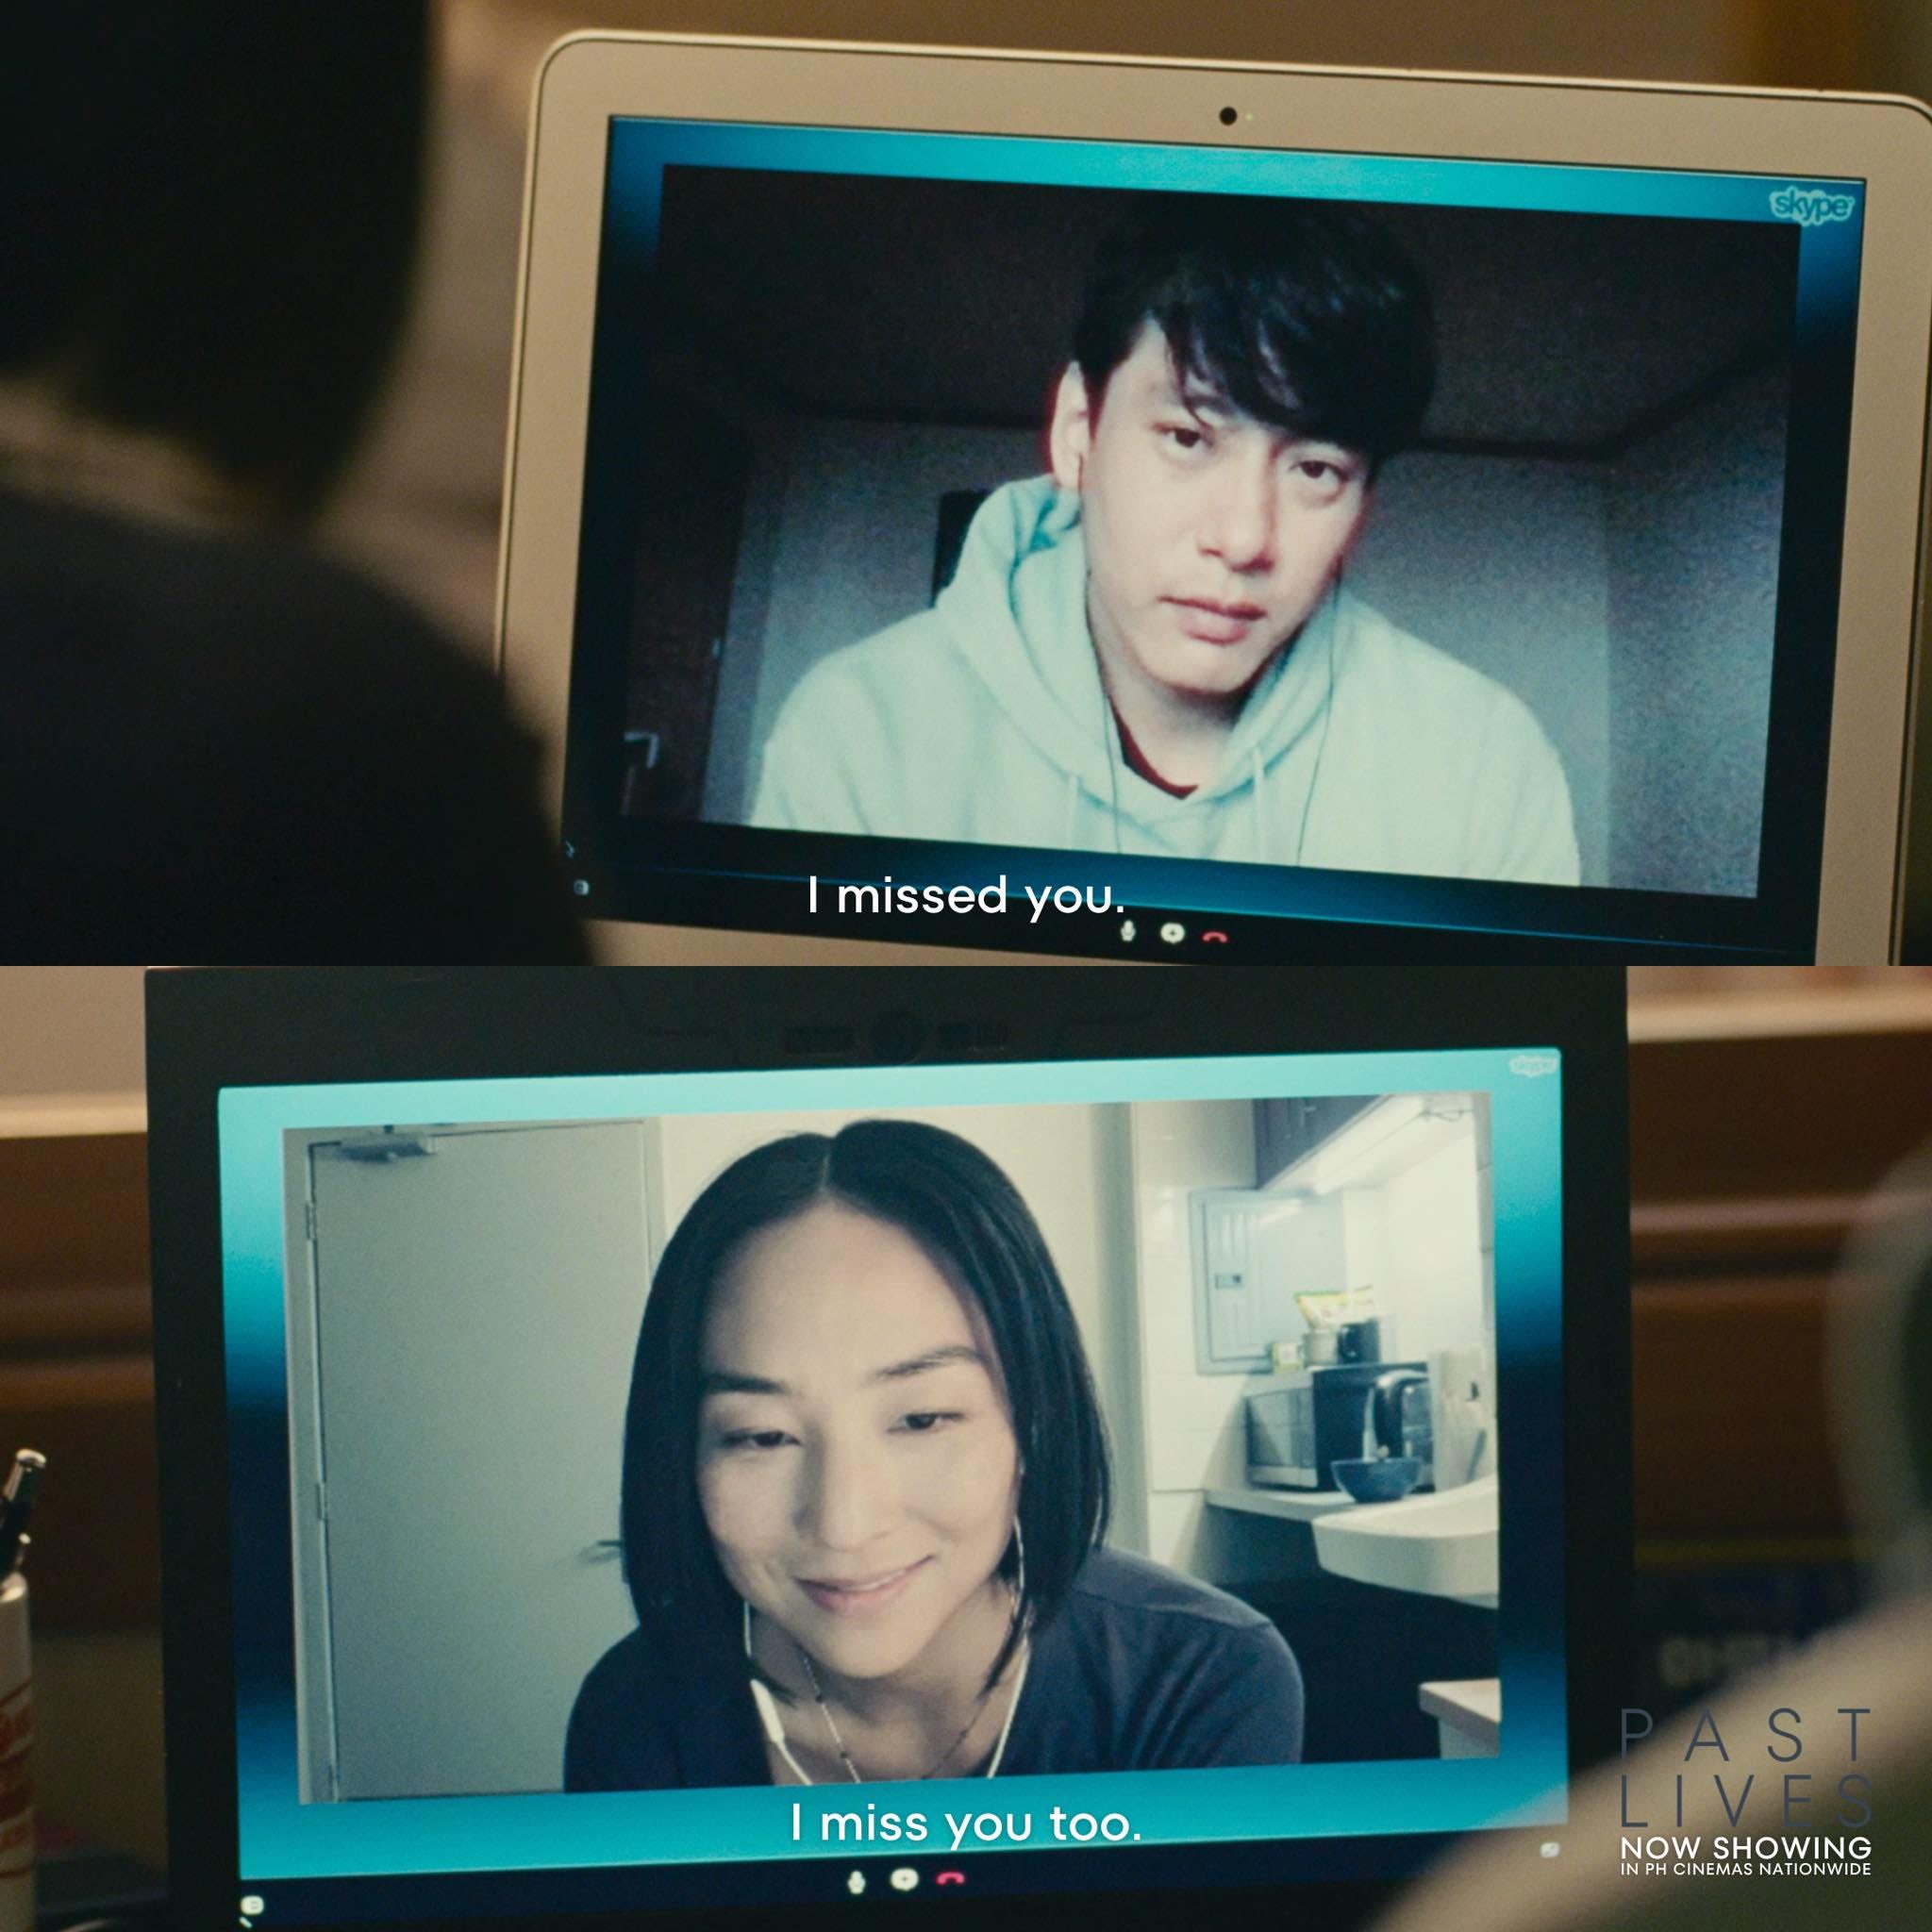 skype
I missed you.
skype
I miss you too.
PAST
LIVES
NOW SHOWING
IN PH CINEMAS NATIONWIDE